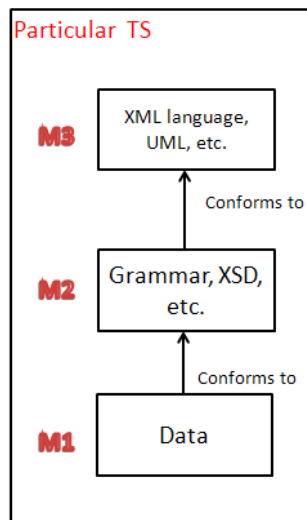 Particular TS
M3
XML language,
UML, etc.
Conforms to
M2
Grammar, XSD,
etc.
Conforms to
M1
Data